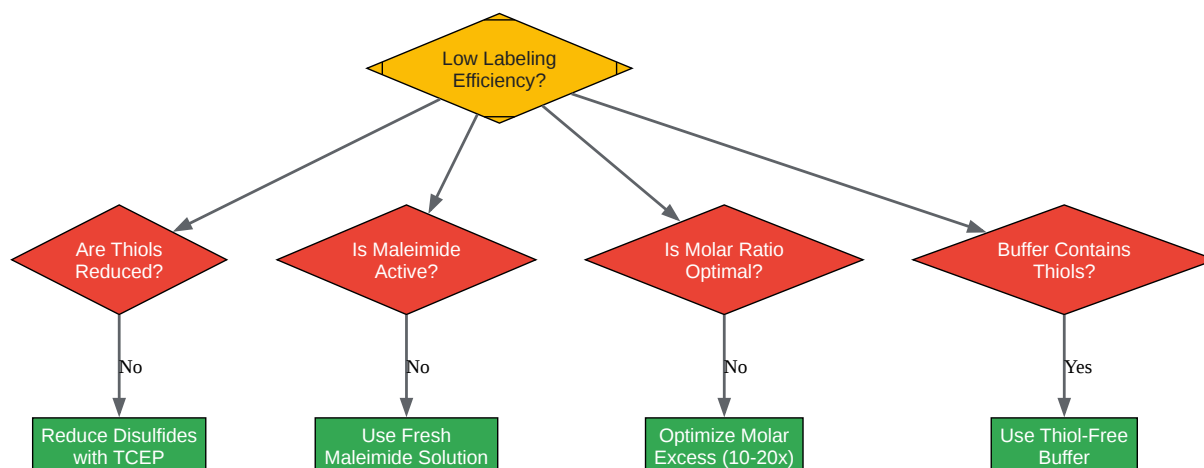 Low Labeling
Efficiency?
Are Thiols
Reduced?
Is Maleimide
Active?
Is Molar Ratio
Optimal?
Buffer Contains
Thiols?
No
No
No
Yes
Reduce Disulfides
with TCEP
Use Fresh
Maleimide Solution
Optimize Molar
Excess (10-20x)
Use Thiol-Free
Buffer